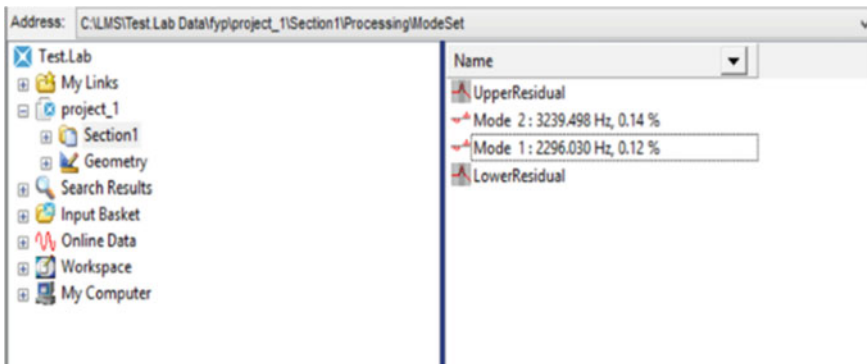 Address: C:\LMS\Test.Lab Data\fyp\project_1\Section1\Processing\ModeSet
Test.Lab
My Links
project_1
Section1
Geometry
Search Results
Input Basket
Online Data
Workspace
My Computer
Name
UpperResidual
Mode 2 : 3239.498 Hz, 0.14 %
Mode 1 : 2296.030 Hz, 0.12 %
LowerResidual